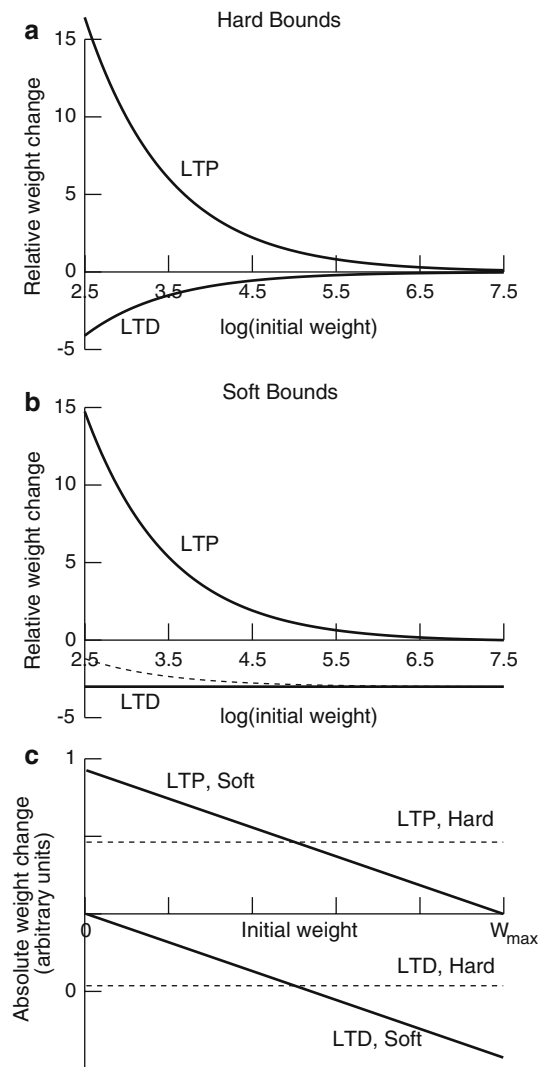 a
Hard Bounds
15
10
5
0
-5
Relative weight change
LTP
LTD
2.5
3.5
4.5
5.5
6.5
7.5
log(initial weight)
b
Soft Bounds
15
10
5
0
-5
Relative weight change
LTP
LTD
2.5
3.5
4.5
5.5
6.5
7.5
log(initial weight)
c
1
0
Absolute weight change
(arbitrary units)
LTP, Soft
LTP, Hard
0
Initial weight
Wmax
LTD, Hard
LTD, Soft